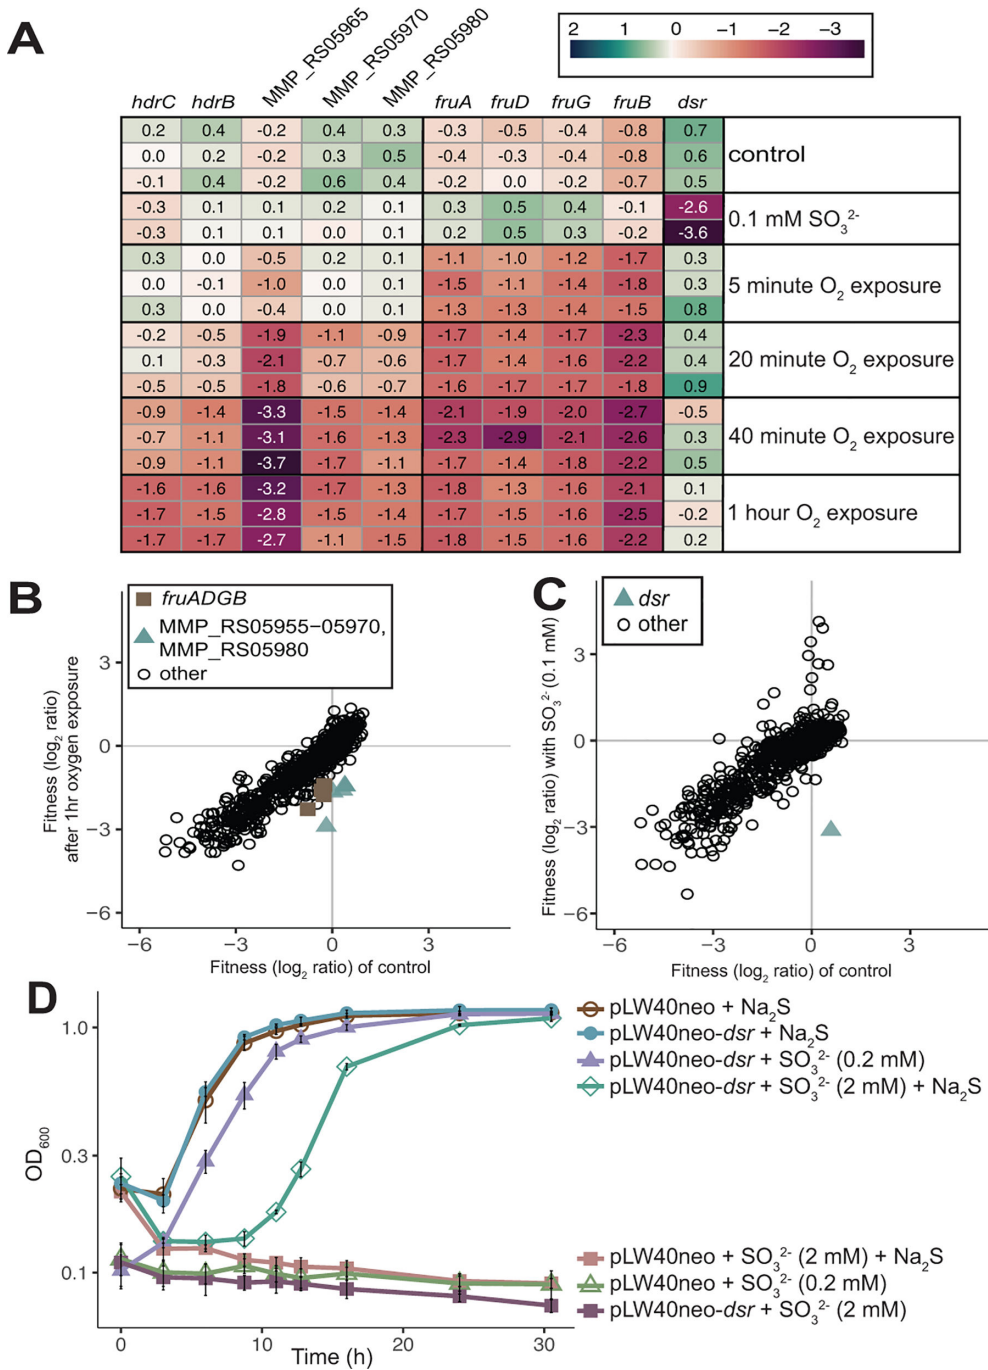 A
2 1 0 −1 −2 −3
hdrC hdrB MMP_RS05965 MMP_RS05970 MMP_RS05980 fruA fruD fruG fruB dsr
0.2 0.4 -0.2 0.4 0.3 -0.3 -0.5 -0.4 -0.8 0.7
0.0 0.2 -0.2 0.3 0.5 -0.4 -0.3 -0.4 -0.8 0.6 control
-0.1 0.4 -0.2 0.6 0.4 -0.2 0.0 -0.2 -0.7 0.5
-0.3 0.1 0.1 0.2 0.1 0.3 0.5 0.4 -0.1 -2.6 0.1 mM SO₃²⁻
-0.3 0.1 0.1 0.0 0.1 0.2 0.5 0.3 -0.2 -3.6
0.3 0.0 -0.5 0.2 0.1 -1.1 -1.0 -1.2 -1.7 0.3
0.0 -0.1 -1.0 0.0 0.1 -1.5 -1.1 -1.4 -1.8 0.3 5 minute O₂ exposure
0.3 0.0 -0.4 0.0 0.1 -1.3 -1.3 -1.4 -1.5 0.8
-0.2 -0.5 -1.9 -1.1 -0.9 -1.7 -1.4 -1.7 -2.3 0.4
0.1 -0.3 -2.1 -0.7 -0.6 -1.7 -1.4 -1.6 -2.2 0.4 20 minute O₂ exposure
-0.5 -0.5 -1.8 -0.6 -0.7 -1.6 -1.7 -1.7 -1.8 0.9
-0.9 -1.4 -3.3 -1.5 -1.4 -2.1 -1.9 -2.0 -2.7 -0.5
-0.7 -1.1 -3.1 -1.6 -1.3 -2.3 -2.9 -2.1 -2.6 0.3 40 minute O₂ exposure
-0.9 -1.1 -3.7 -1.7 -1.1 -1.7 -1.4 -1.8 -2.2 0.5
-1.6 -1.6 -3.2 -1.7 -1.3 -1.8 -1.3 -1.6 -2.1 0.1
-1.7 -1.5 -2.8 -1.5 -1.4 -1.7 -1.5 -1.6 -2.5 -0.2 1 hour O₂ exposure
-1.7 -1.7 -2.7 -1.1 -1.5 -1.8 -1.5 -1.6 -2.2 0.2
B
fruADGB
MMP_RS05955−05970,
MMP_RS05980
other
Fitness (log₂ ratio)
after 1hr oxygen exposure
3
0
−3
−6
−6 −3 0 3
Fitness (log₂ ratio) of control
C
dsr
other
Fitness (log₂ ratio) with SO₃²⁻ (0.1 mM)
3
0
−3
−6
−6 −3 0 3
Fitness (log₂ ratio) of control
D
OD₆₀₀
1.0
0.3
0.1
0 10 20 30
Time (h)
pLW40neo + Na₂S
pLW40neo-dsr + Na₂S
pLW40neo-dsr + SO₃²⁻ (0.2 mM)
pLW40neo-dsr + SO₃²⁻ (2 mM) + Na₂S
pLW40neo + SO₃²⁻ (2 mM) + Na₂S
pLW40neo + SO₃²⁻ (0.2 mM)
pLW40neo-dsr + SO₃²⁻ (2 mM)